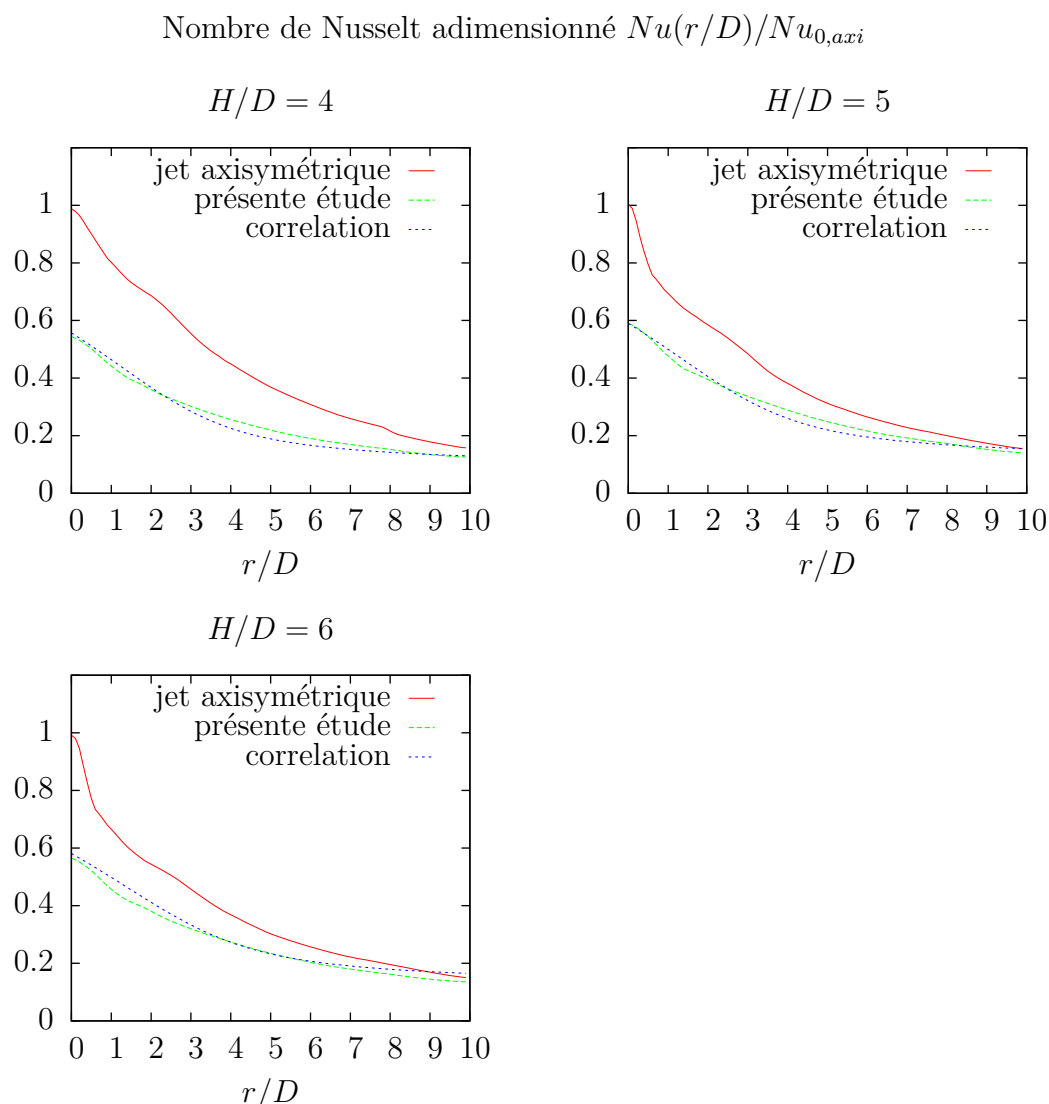 Nombre de Nusselt adimensionné Nu(r/D)/Nu0,axi
H/D = 4
jet axisymétrique
présente étude
correlation
1
0.8
0.6
0.4
0.2
0
0 1 2 3 4 5 6 7 8 9 10
r/D
H/D = 5
jet axisymétrique
présente étude
correlation
1
0.8
0.6
0.4
0.2
0
0 1 2 3 4 5 6 7 8 9 10
r/D
H/D = 6
jet axisymétrique
présente étude
correlation
1
0.8
0.6
0.4
0.2
0
0 1 2 3 4 5 6 7 8 9 10
r/D